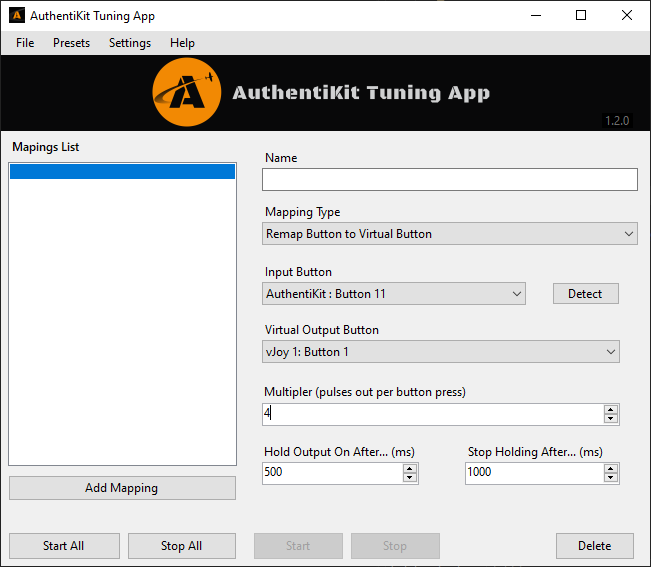 AuthentiKit Tuning App
File Presets Settings Help
A AuthentiKit Tuning App
1.2.0
Mapings List
Name
Mapping Type
Remap Button to Virtual Button
Input Button
AuthentiKit : Button 11 Detect
Virtual Output Button
vJoy 1: Button 1
Multipler (pulses out per button press)
4
Hold Output On After... (ms) Stop Holding After... (ms)
500 1000
Add Mapping
Start All Stop All Start Stop Delete